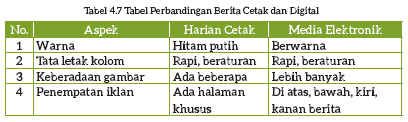 Tabel 4.7 Tabel Perbandingan Berita Cetak dan Digital
No. Aspek Harian Cetak Media Elektronik
1 Warna Hitam putih Berwarna
2 Tata letak kolom Rapi, beraturan Rapi, beraturan
3 Keberadaan gambar Ada beberapa Lebih banyak
4 Penempatan iklan Ada halaman Di atas, bawah, kiri,
khusus kanan berita